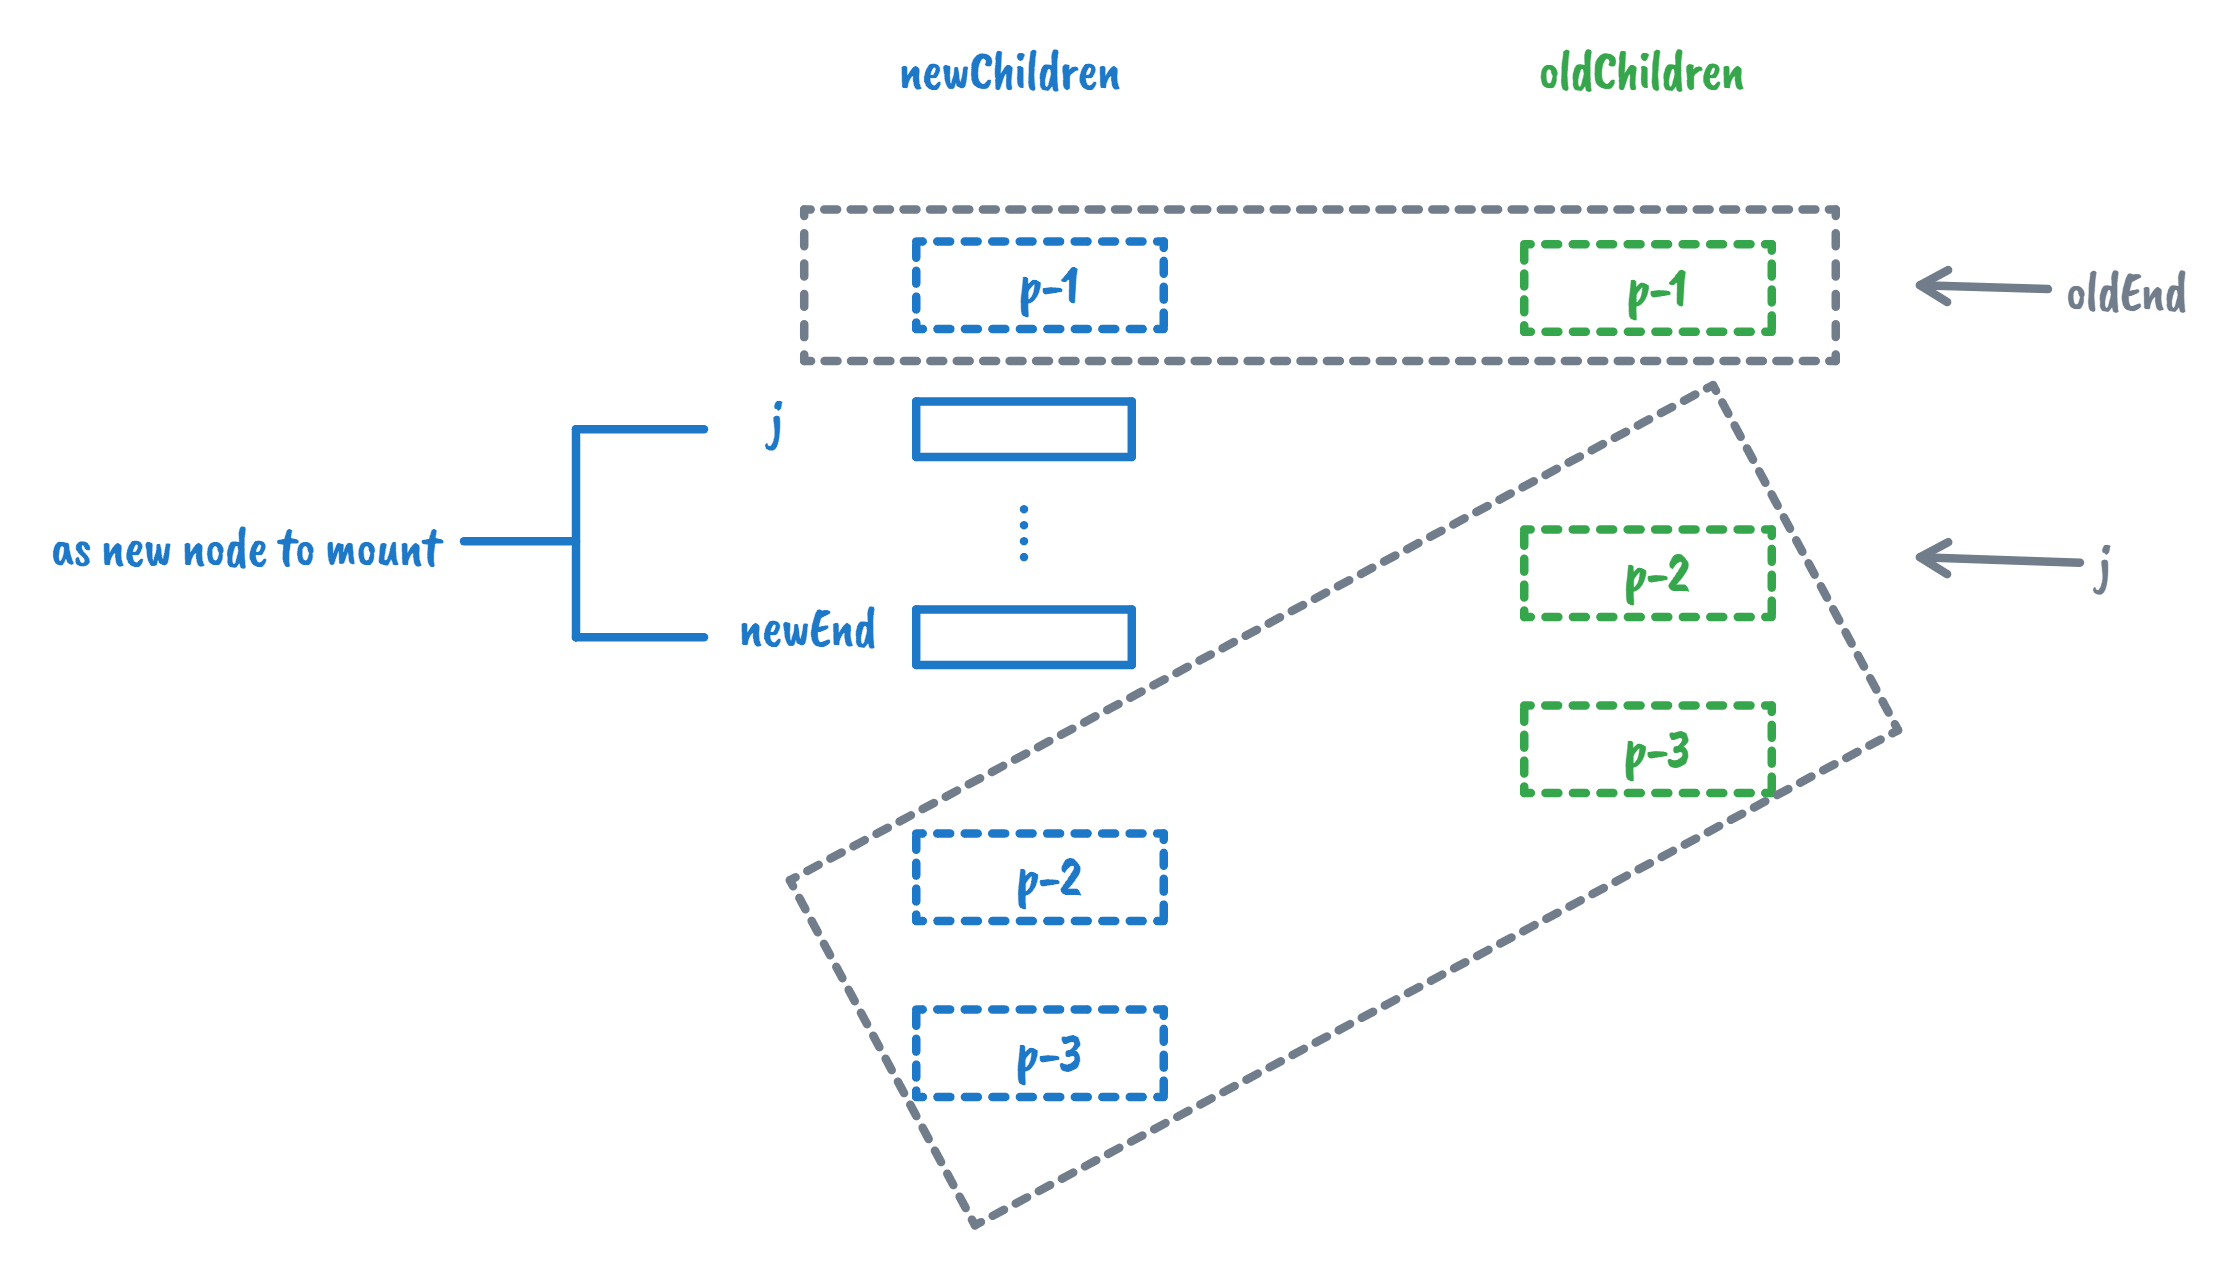 newChildren
oldChildren
p-1
p-1
oldEnd
j
as new node to mount
newEnd
p-2
j
p-3
p-2
p-3